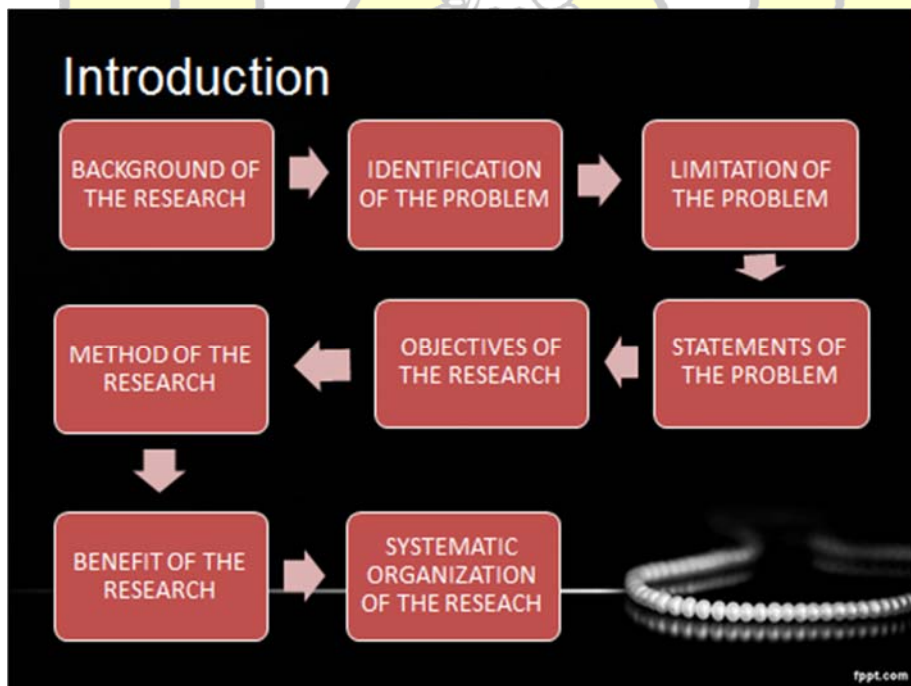 Introduction
BACKGROUND OF
THE RESEARCH
IDENTIFICATION
OF THE PROBLEM
LIMITATION OF
THE PROBLEM
STATEMENTS OF
THE PROBLEM
OBJECTIVES OF
THE RESEARCH
METHOD OF THE
RESEARCH
BENEFIT OF THE
RESEARCH
SYSTEMATIC
ORGANIZATION
OF THE RESEACH
fppt.com